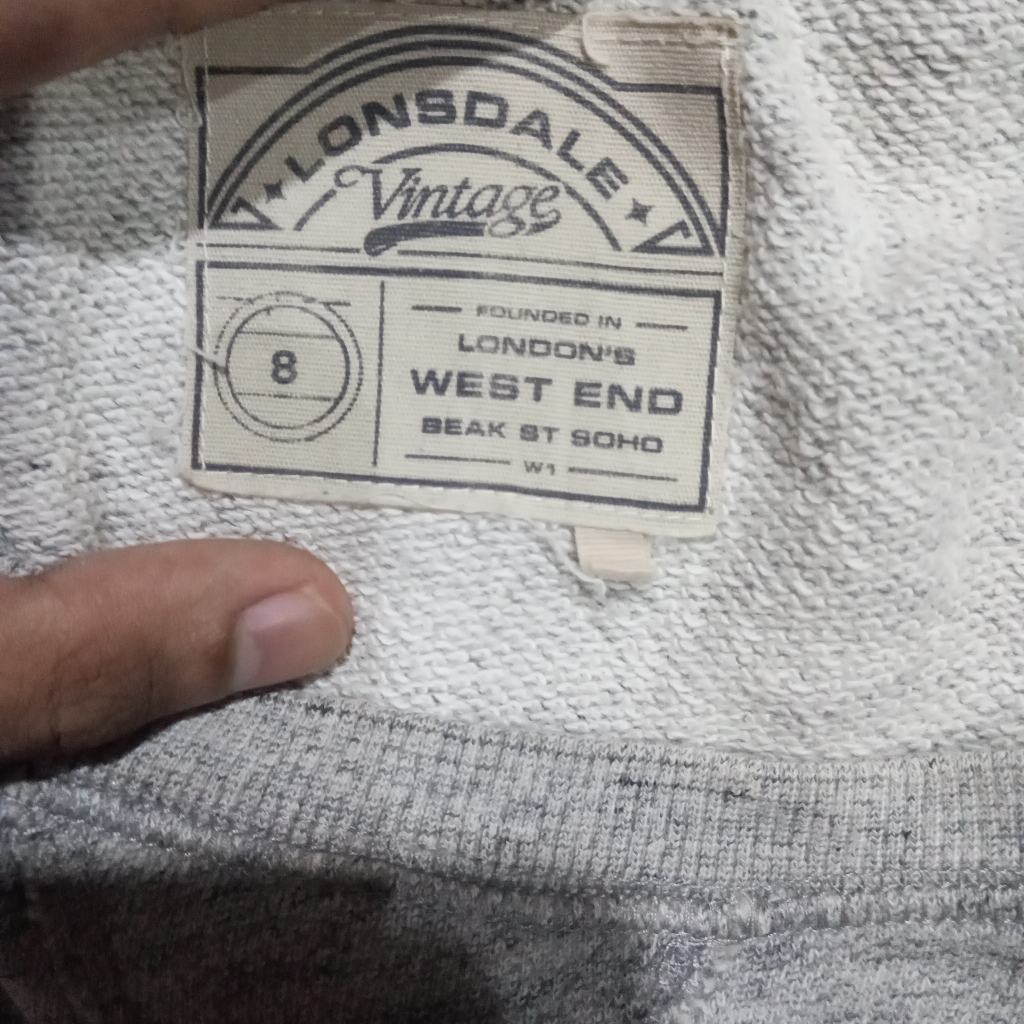 LONSDALE
Vintage
8
FOUNDED IN
LONDON'S
WEST END
BEAK ST SOHO
W1